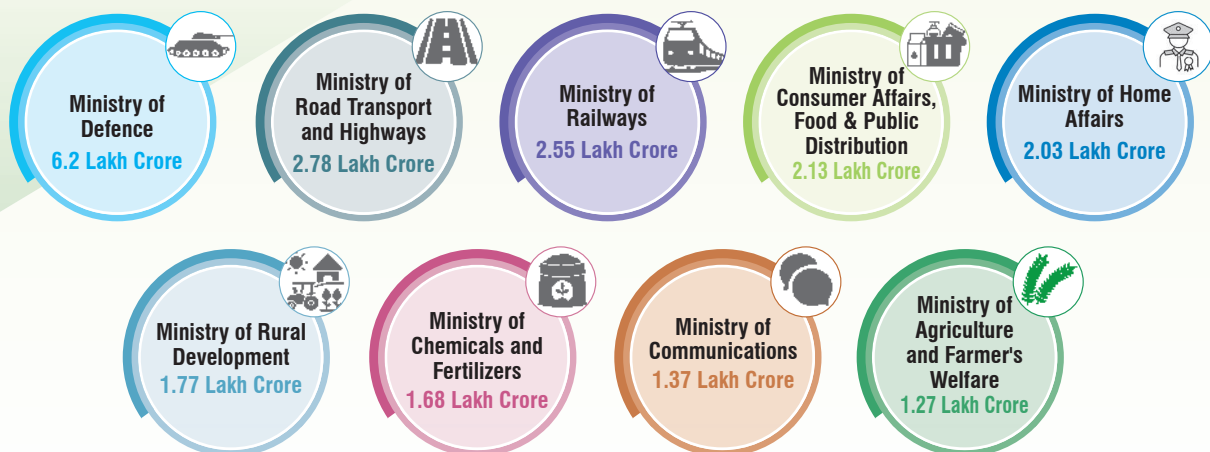 Ministry of
Defence
6.2 Lakh Crore
Ministry of
Road Transport
and Highways
2.78 Lakh Crore
Ministry of
Railways
2.55 Lakh Crore
Ministry of
Consumer Affairs,
Food & Public
Distribution
2.13 Lakh Crore
Ministry of Home
Affairs
2.03 Lakh Crore
Ministry of Rural
Development
1.77 Lakh Crore
Ministry of
Chemicals and
Fertilizers
1.68 Lakh Crore
Ministry of
Communications
1.37 Lakh Crore
Ministry of
Agriculture
and Farmer's
Welfare
1.27 Lakh Crore